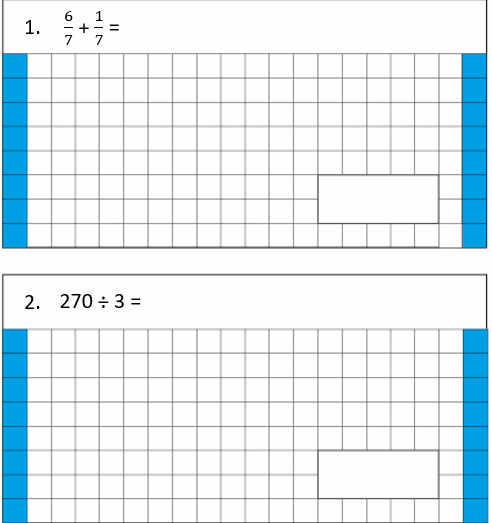 1. 6/7 + 1/7 =
2. 270 ÷ 3 =